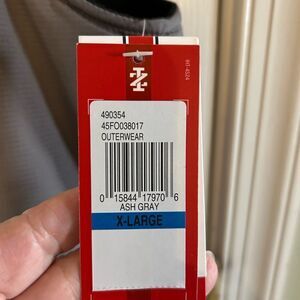 490354
45FO038017
OUTERWEAR
0 15844 17970 6
ASH GRAY
X-LARGE